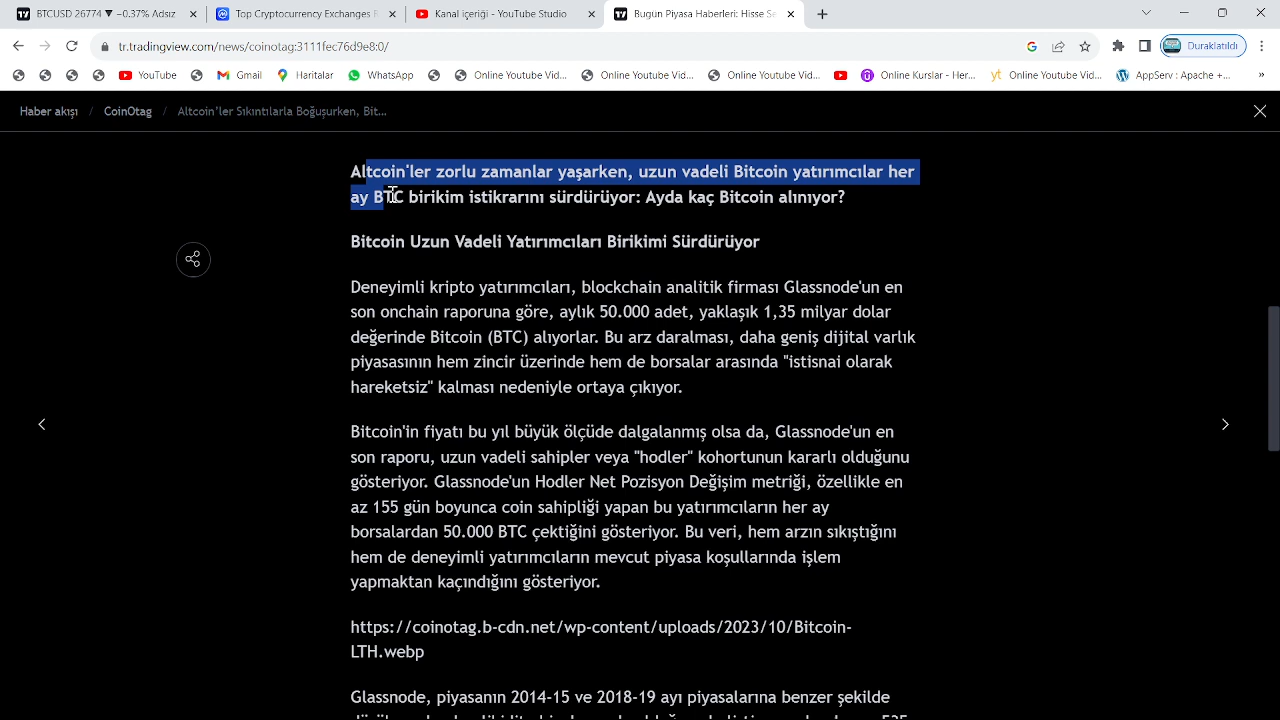 BTCUSD 26774 ▼ −0.37% Adsız
Top Cryptocurrency Exchanges R
Kanal içeriği - YouTube Studio
Bugün Piyasa Haberleri: Hisse Se
tr.tradingview.com/news/coinotag:3111fec76d9e8:0/
Duraklatıldı
YouTube
Gmail
Haritalar
WhatsApp
Online Youtube Vid...
Online Youtube Vid...
Online Youtube Vid...
Online Kurslar - Her...
yt Online Youtube Vid...
AppServ : Apache +...
»
Haber akışı / CoinOtag / Altcoin'ler Sıkıntılarla Boğuşurken, Bit...
Altcoin'ler zorlu zamanlar yaşarken, uzun vadeli Bitcoin yatırımcılar her
ay BTC birikim istikrarını sürdürüyor: Ayda kaç Bitcoin alınıyor?
Bitcoin Uzun Vadeli Yatırımcıları Birikimi Sürdürüyor
Deneyimli kripto yatırımcıları, blockchain analitik firması Glassnode'un en
son onchain raporuna göre, aylık 50.000 adet, yaklaşık 1,35 milyar dolar
değerinde Bitcoin (BTC) alıyorlar. Bu arz daralması, daha geniş dijital varlık
piyasasının hem zincir üzerinde hem de borsalar arasında "istisnai olarak
hareketsiz" kalması nedeniyle ortaya çıkıyor.
Bitcoin'in fiyatı bu yıl büyük ölçüde dalgalanmış olsa da, Glassnode'un en
son raporu, uzun vadeli sahipler veya "hodler" kohortunun kararlı olduğunu
gösteriyor. Glassnode'un Hodler Net Pozisyon Değişim metriği, özellikle en
az 155 gün boyunca coin sahipliği yapan bu yatırımcıların her ay
borsalardan 50.000 BTC çektiğini gösteriyor. Bu veri, hem arzın sıkıştığını
hem de deneyimli yatırımcıların mevcut piyasa koşullarında işlem
yapmaktan kaçındığını gösteriyor.
https://coinotag.b-cdn.net/wp-content/uploads/2023/10/Bitcoin-
LTH.webp
Glassnode, piyasanın 2014-15 ve 2018-19 ayı piyasalarına benzer şekilde